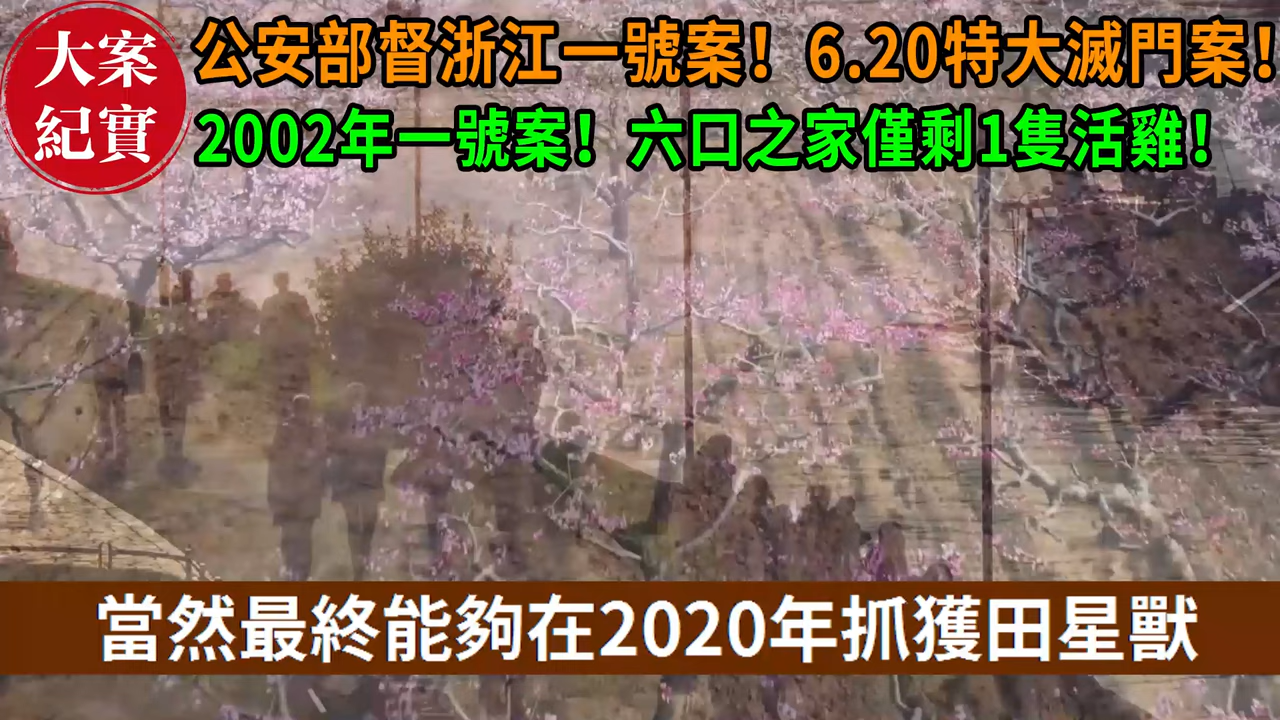 大案
紀實
公安部督浙江一號案！6.20特大滅門案！
2002年一號案！六口之家僅剩1隻活雞！
當然最終能夠在2020年抓獲田星獸